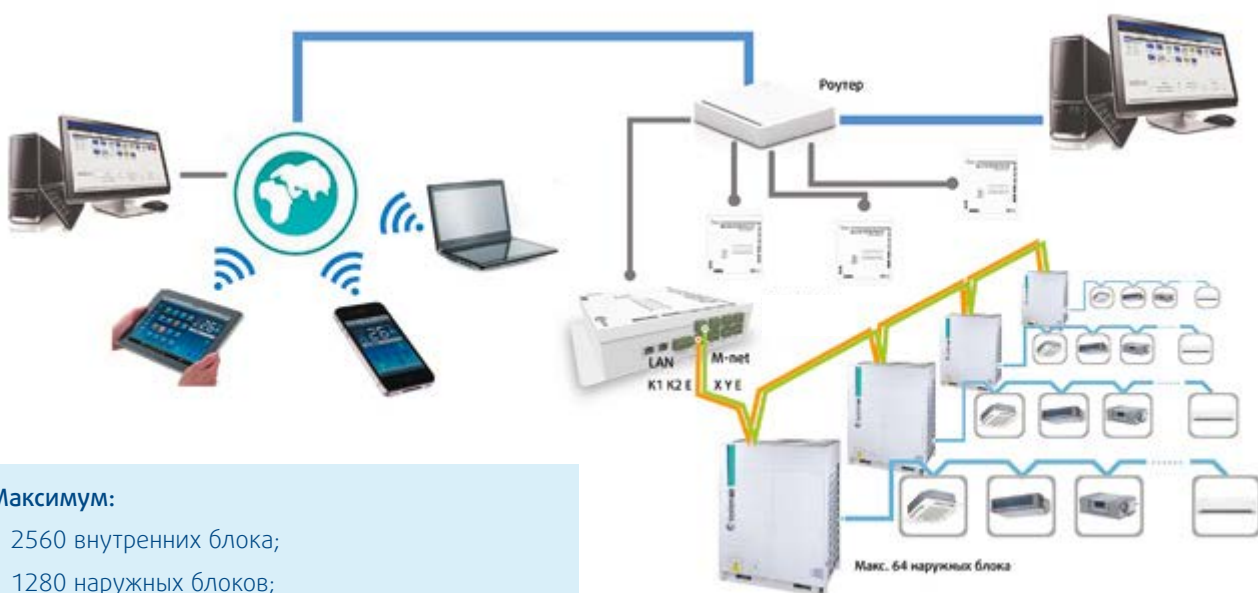 Роутер
LAN
M-net
K1 K2 E
X Y E
Макс. 64 наружных блока
Максимум:
2560 внутренних блока;
1280 наружных блоков;